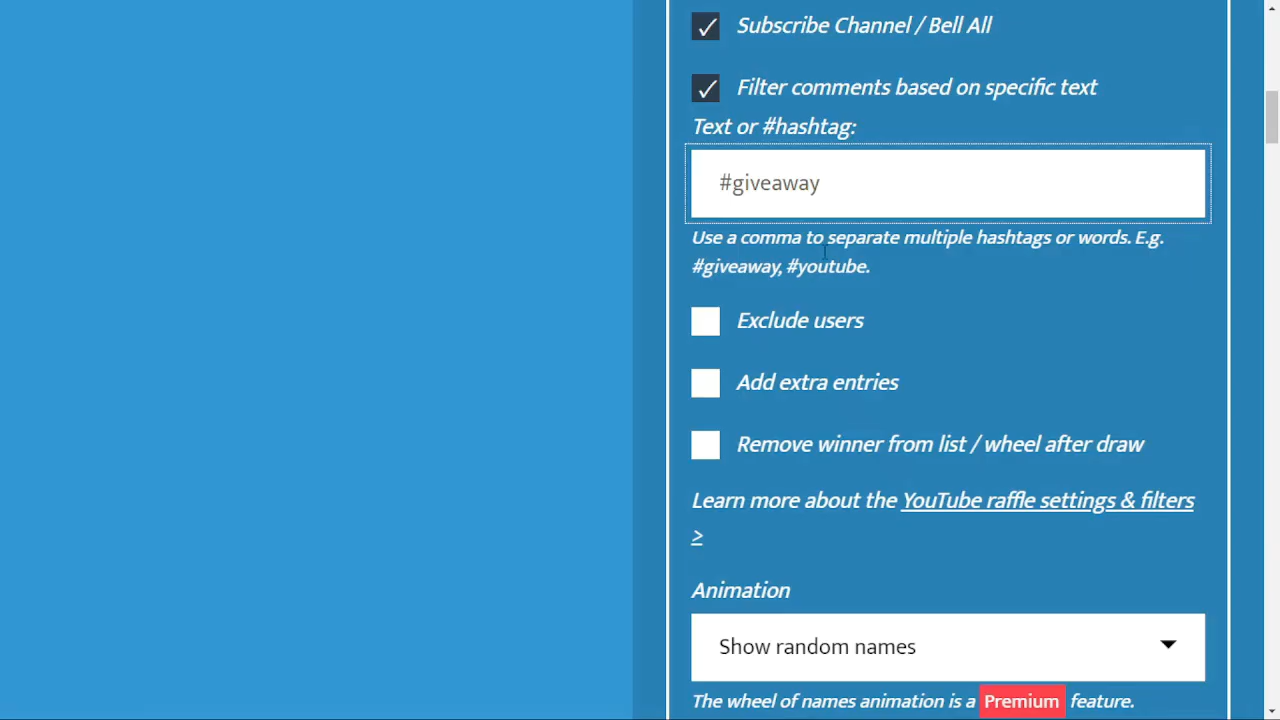 Subscribe Channel / Bell All
Filter comments based on specific text
Text or #hashtag:
#giveaway
Use a comma to separate multiple hashtags or words. E.g.
#giveaway, #youtube.
Exclude users
Add extra entries
Remove winner from list / wheel after draw
Learn more about the YouTube raffle settings & filters
>
Animation
Show random names
The wheel of names animation is a Premium feature.